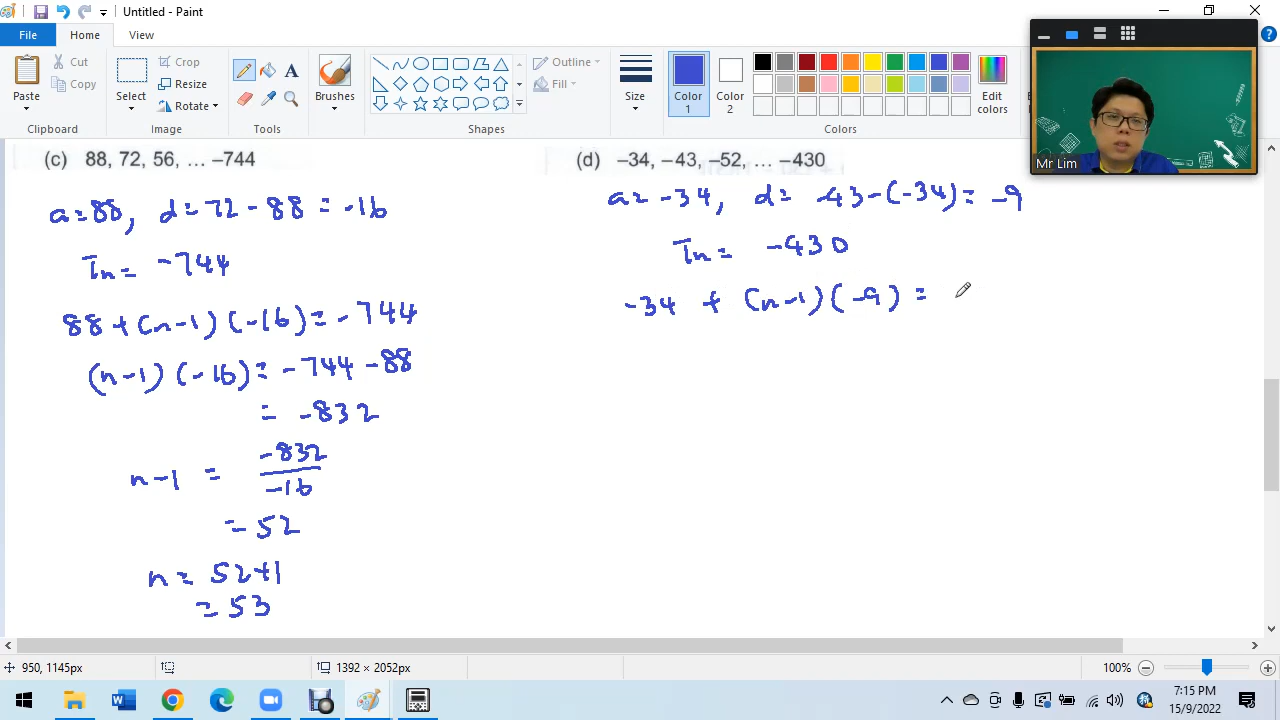 Untitled - Paint
File Home View
Paste
Cut
Copy
Clipboard
Select
Crop
Resize
Rotate
Image
A
Tools
Brushes
Outline
Fill
Shapes
Size
Color 1
Color 2
Edit colors
Colors
Mr Lim
(c) 88, 72, 56, … –744
a=88, d=72-88=-16
Tn= -744
88+(n-1)(-16)=-744
(n-1)(-16)=-744-88
= -832
n-1 = -832
-16
=52
n= 52+1
=53
(d) –34, –43, –52, … –430
a=-34, d= -43-(-34)=-9
Tn= -430
-34 + (n-1)(-9)=
950, 1145px
1392 × 2052px
100%
7:15 PM
15/9/2022